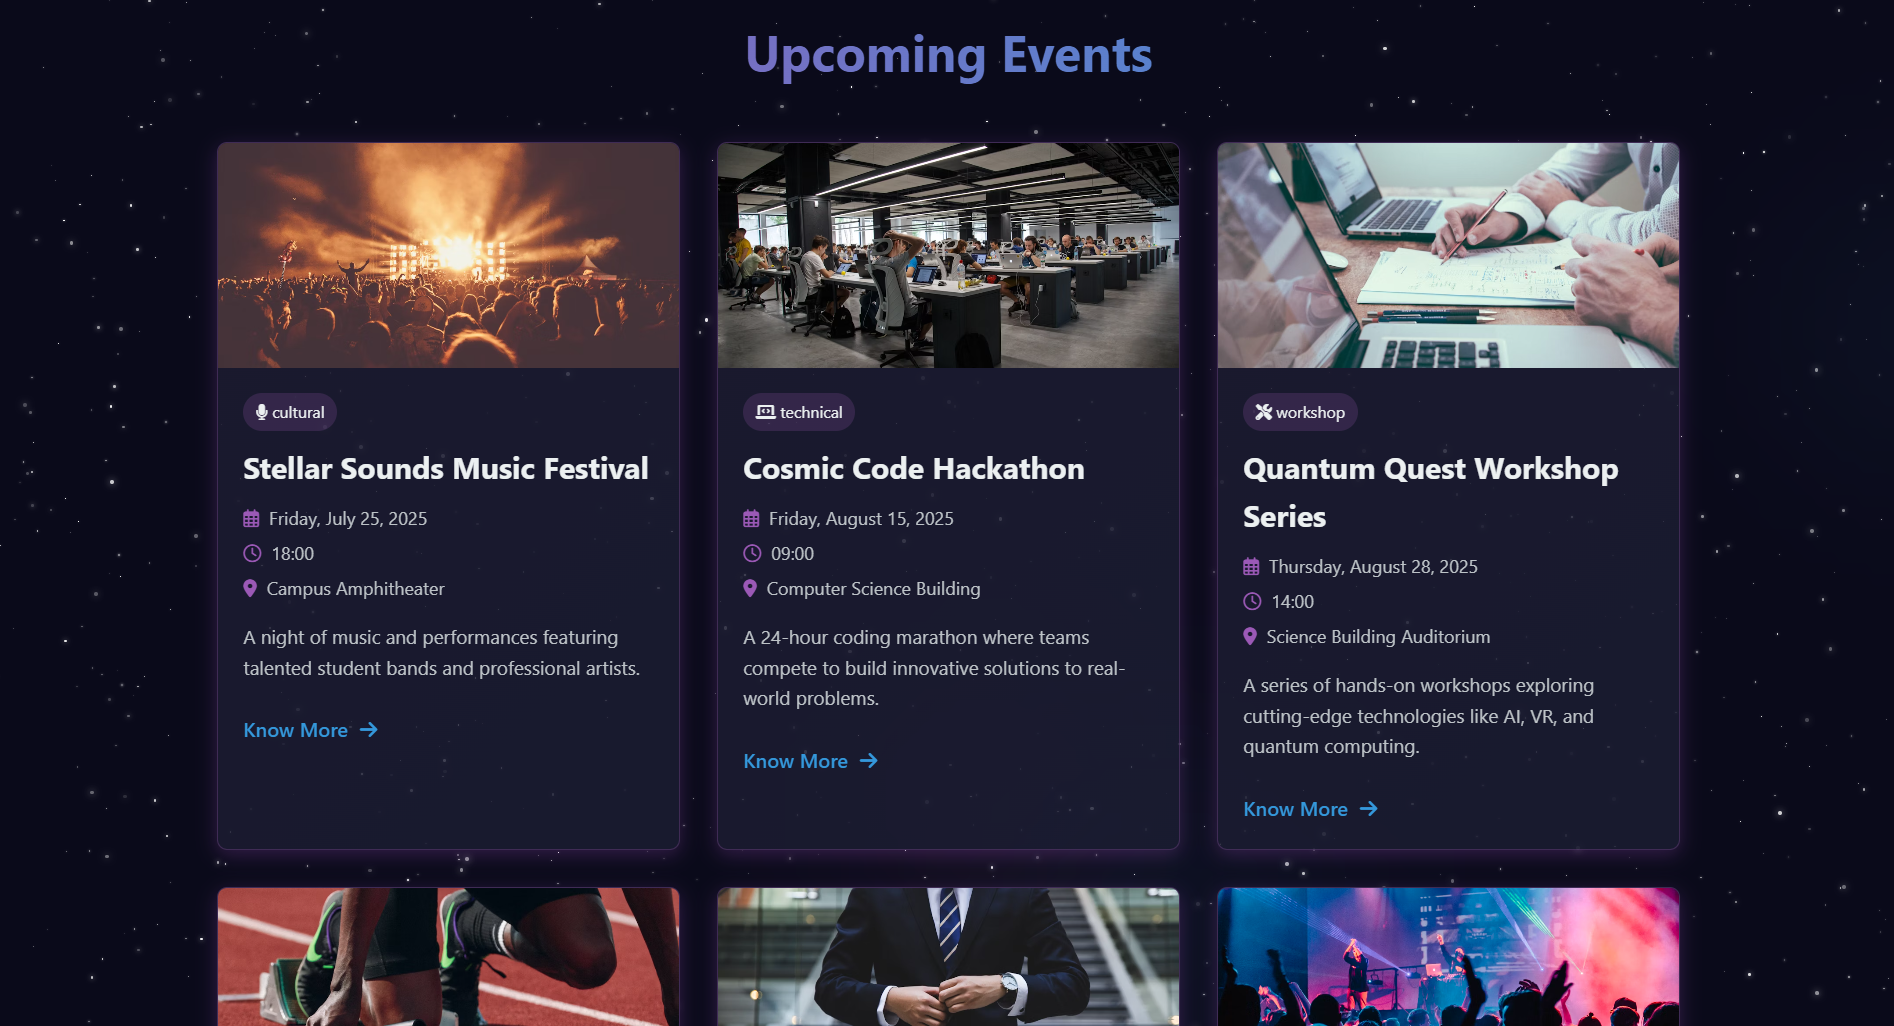 Upcoming Events
cultural
Stellar Sounds Music Festival
Friday, July 25, 2025
18:00
Campus Amphitheater
A night of music and performances featuring
talented student bands and professional artists.
Know More
technical
Cosmic Code Hackathon
Friday, August 15, 2025
09:00
Computer Science Building
A 24-hour coding marathon where teams
compete to build innovative solutions to real-
world problems.
Know More
workshop
Quantum Quest Workshop
Series
Thursday, August 28, 2025
14:00
Science Building Auditorium
A series of hands-on workshops exploring
cutting-edge technologies like AI, VR, and
quantum computing.
Know More